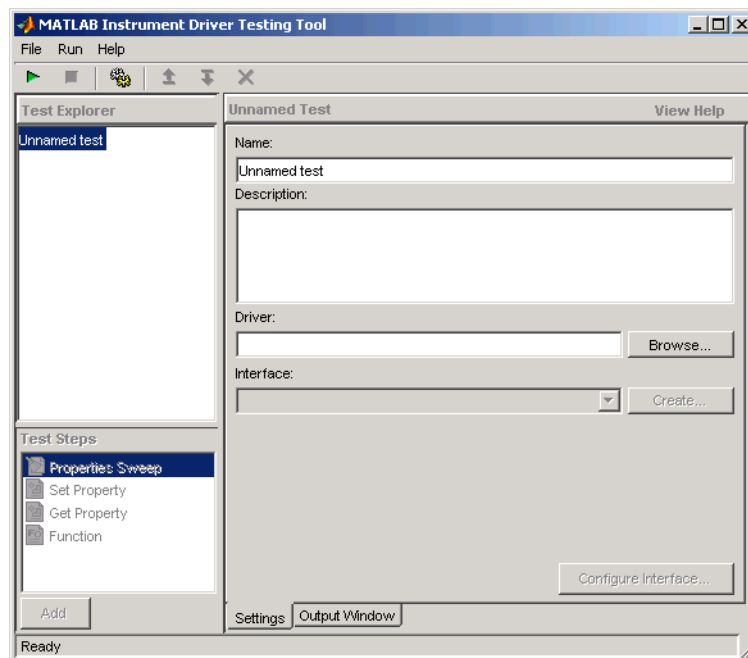 MATLAB Instrument Driver Testing Tool
File Run Help
Test Explorer
Unnamed test
Unnamed Test View Help
Name:
Unnamed test
Description:
Driver:
Browse...
Interface:
Create...
Test Steps
Properties Sweep
Set Property
Get Property
Function
Add
Configure Interface...
Settings Output Window
Ready